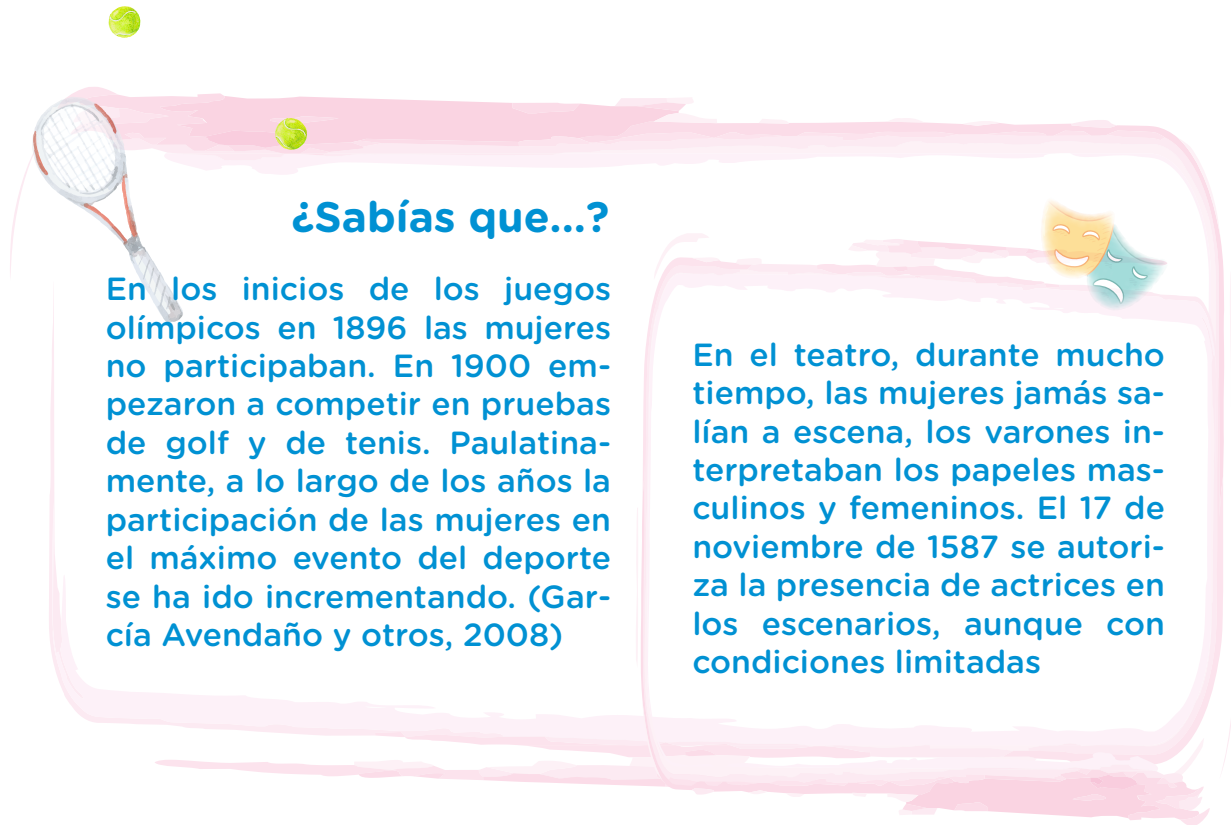 ¿Sabías que...?
En los inicios de los juegos
olímpicos en 1896 las mujeres
no participaban. En 1900 em-
pezaron a competir en pruebas
de golf y de tenis. Paulatina-
mente, a lo largo de los años la
participación de las mujeres en
el máximo evento del deporte
se ha ido incrementando. (Gar-
cía Avendaño y otros, 2008)
En el teatro, durante mucho
tiempo, las mujeres jamás sa-
lían a escena, los varones in-
terpretaban los papeles mas-
culinos y femeninos. El 17 de
noviembre de 1587 se autori-
za la presencia de actrices en
los escenarios, aunque con
condiciones limitadas